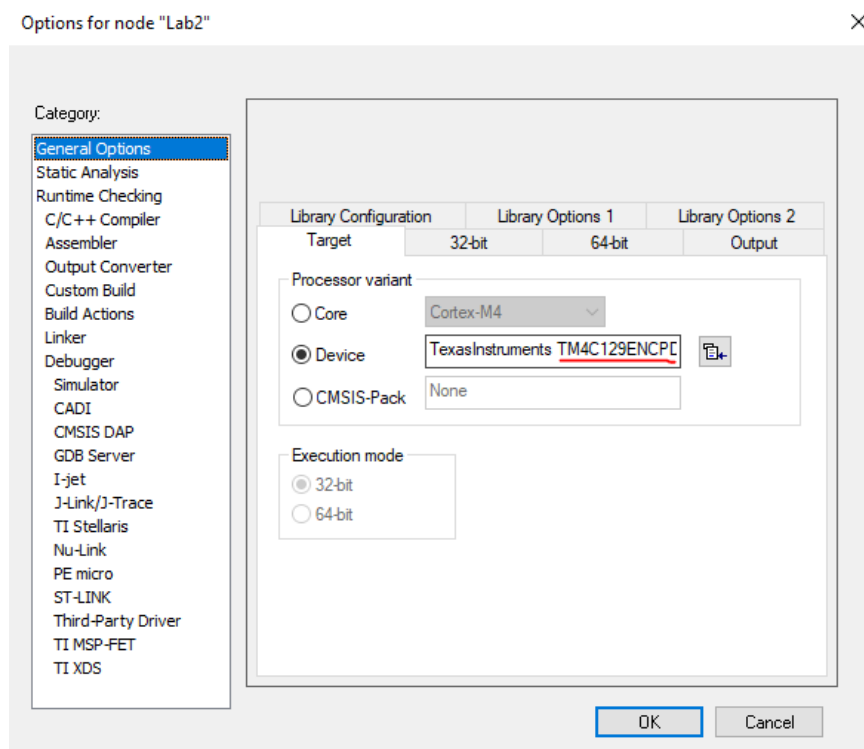 Options for node "Lab2"
Category:
General Options
Static Analysis
Runtime Checking
C/C++ Compiler
Assembler
Output Converter
Custom Build
Build Actions
Linker
Debugger
Simulator
CADI
CMSIS DAP
GDB Server
I-jet
J-Link/J-Trace
TI Stellaris
Nu-Link
PE micro
ST-LINK
Third-Party Driver
TI MSP-FET
TI XDS
Library Configuration Library Options 1 Library Options 2
Target 32-bit 64-bit Output
Processor variant
Core Cortex-M4
Device TexasInstruments TM4C129ENCPD
CMSIS-Pack None
Execution mode
32-bit
64-bit
OK Cancel